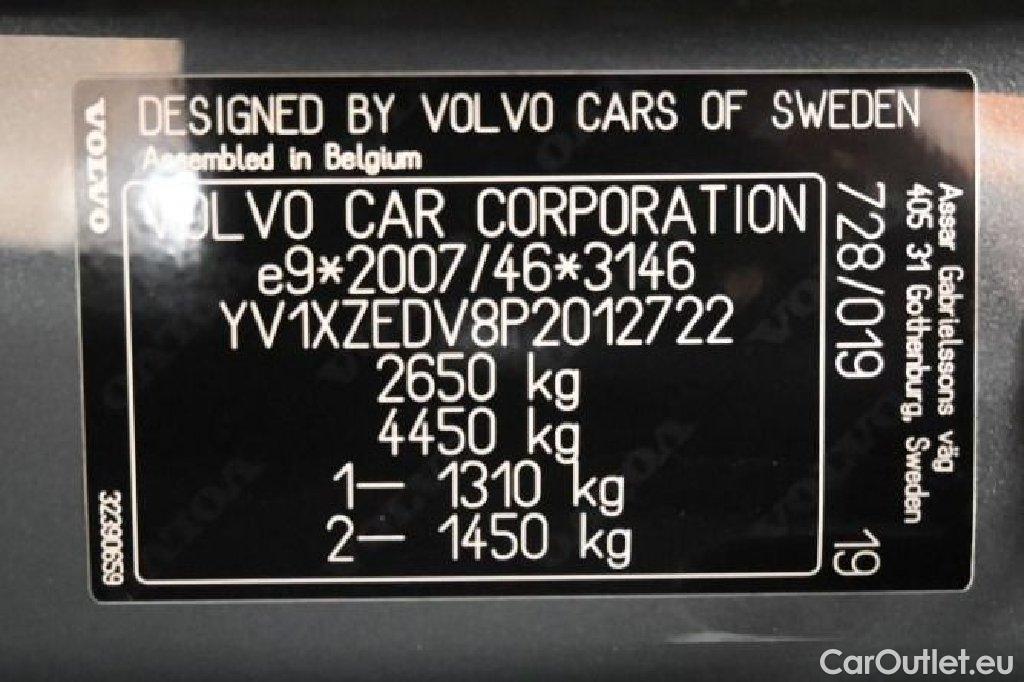 DESIGNED BY VOLVO CARS OF SWEDEN
Assembled in Belgium
VOLVO CAR CORPORATION
e9*2007/46*3146
YV1XZEDV8P2012722
2650 kg
4450 kg
1— 1310 kg
2— 1450 kg
VOLVO
32390659
728/019
19
Assar Gabrielssons väg
405 31 Gothenburg, Sweden
CarOutlet.eu